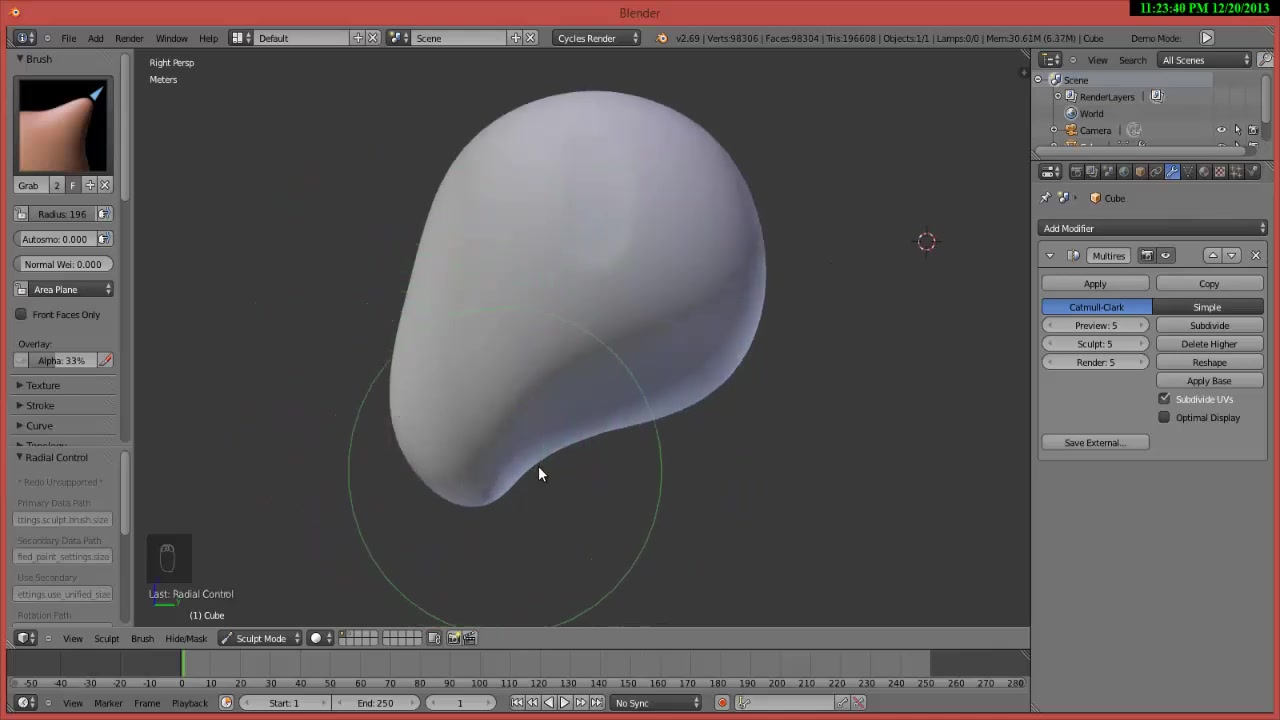 Blender
11:23:40 PM 12/20/2013
File Add Render Window Help Default Scene Cycles Render v2.69 | Verts:98306 | Faces:98304 | Tris:196608 | Objects:1/1 | Lamps:0/0 | Mem:30.61M (6.37M) | Cube Demo Mode:
Brush
Right Persp
Meters
View Search All Scenes
Scene
RenderLayers
World
Camera
Grab 2 F
Radius: 196
Autosmo: 0.000
Normal Wei: 0.000
Area Plane
Front Faces Only
Overlay:
Alpha: 33%
Texture
Stroke
Curve
Radial Control
* Redo Unsupported *
Primary Data Path
ttings.sculpt.brush.size
Secondary Data Path
fied_paint_settings.size
Use Secondary
ettings.use_unified_size
Rotation Path
Cube
Add Modifier
Multires
Apply Copy
Catmull-Clark Simple
Preview: 5 Subdivide
Sculpt: 5 Delete Higher
Render: 5 Reshape
Apply Base
Subdivide UVs
Optimal Display
Save External...
Last: Radial Control
(1) Cube
View Sculpt Brush Hide/Mask Sculpt Mode
-50 -40 -30 -20 -10 0 10 20 30 40 50 60 70 80 90 100 110 120 130 140 150 160 170 180 190 200 210 220 230 240 250 260 270 280
View Marker Frame Playback Start: 1 End: 250 1 No Sync